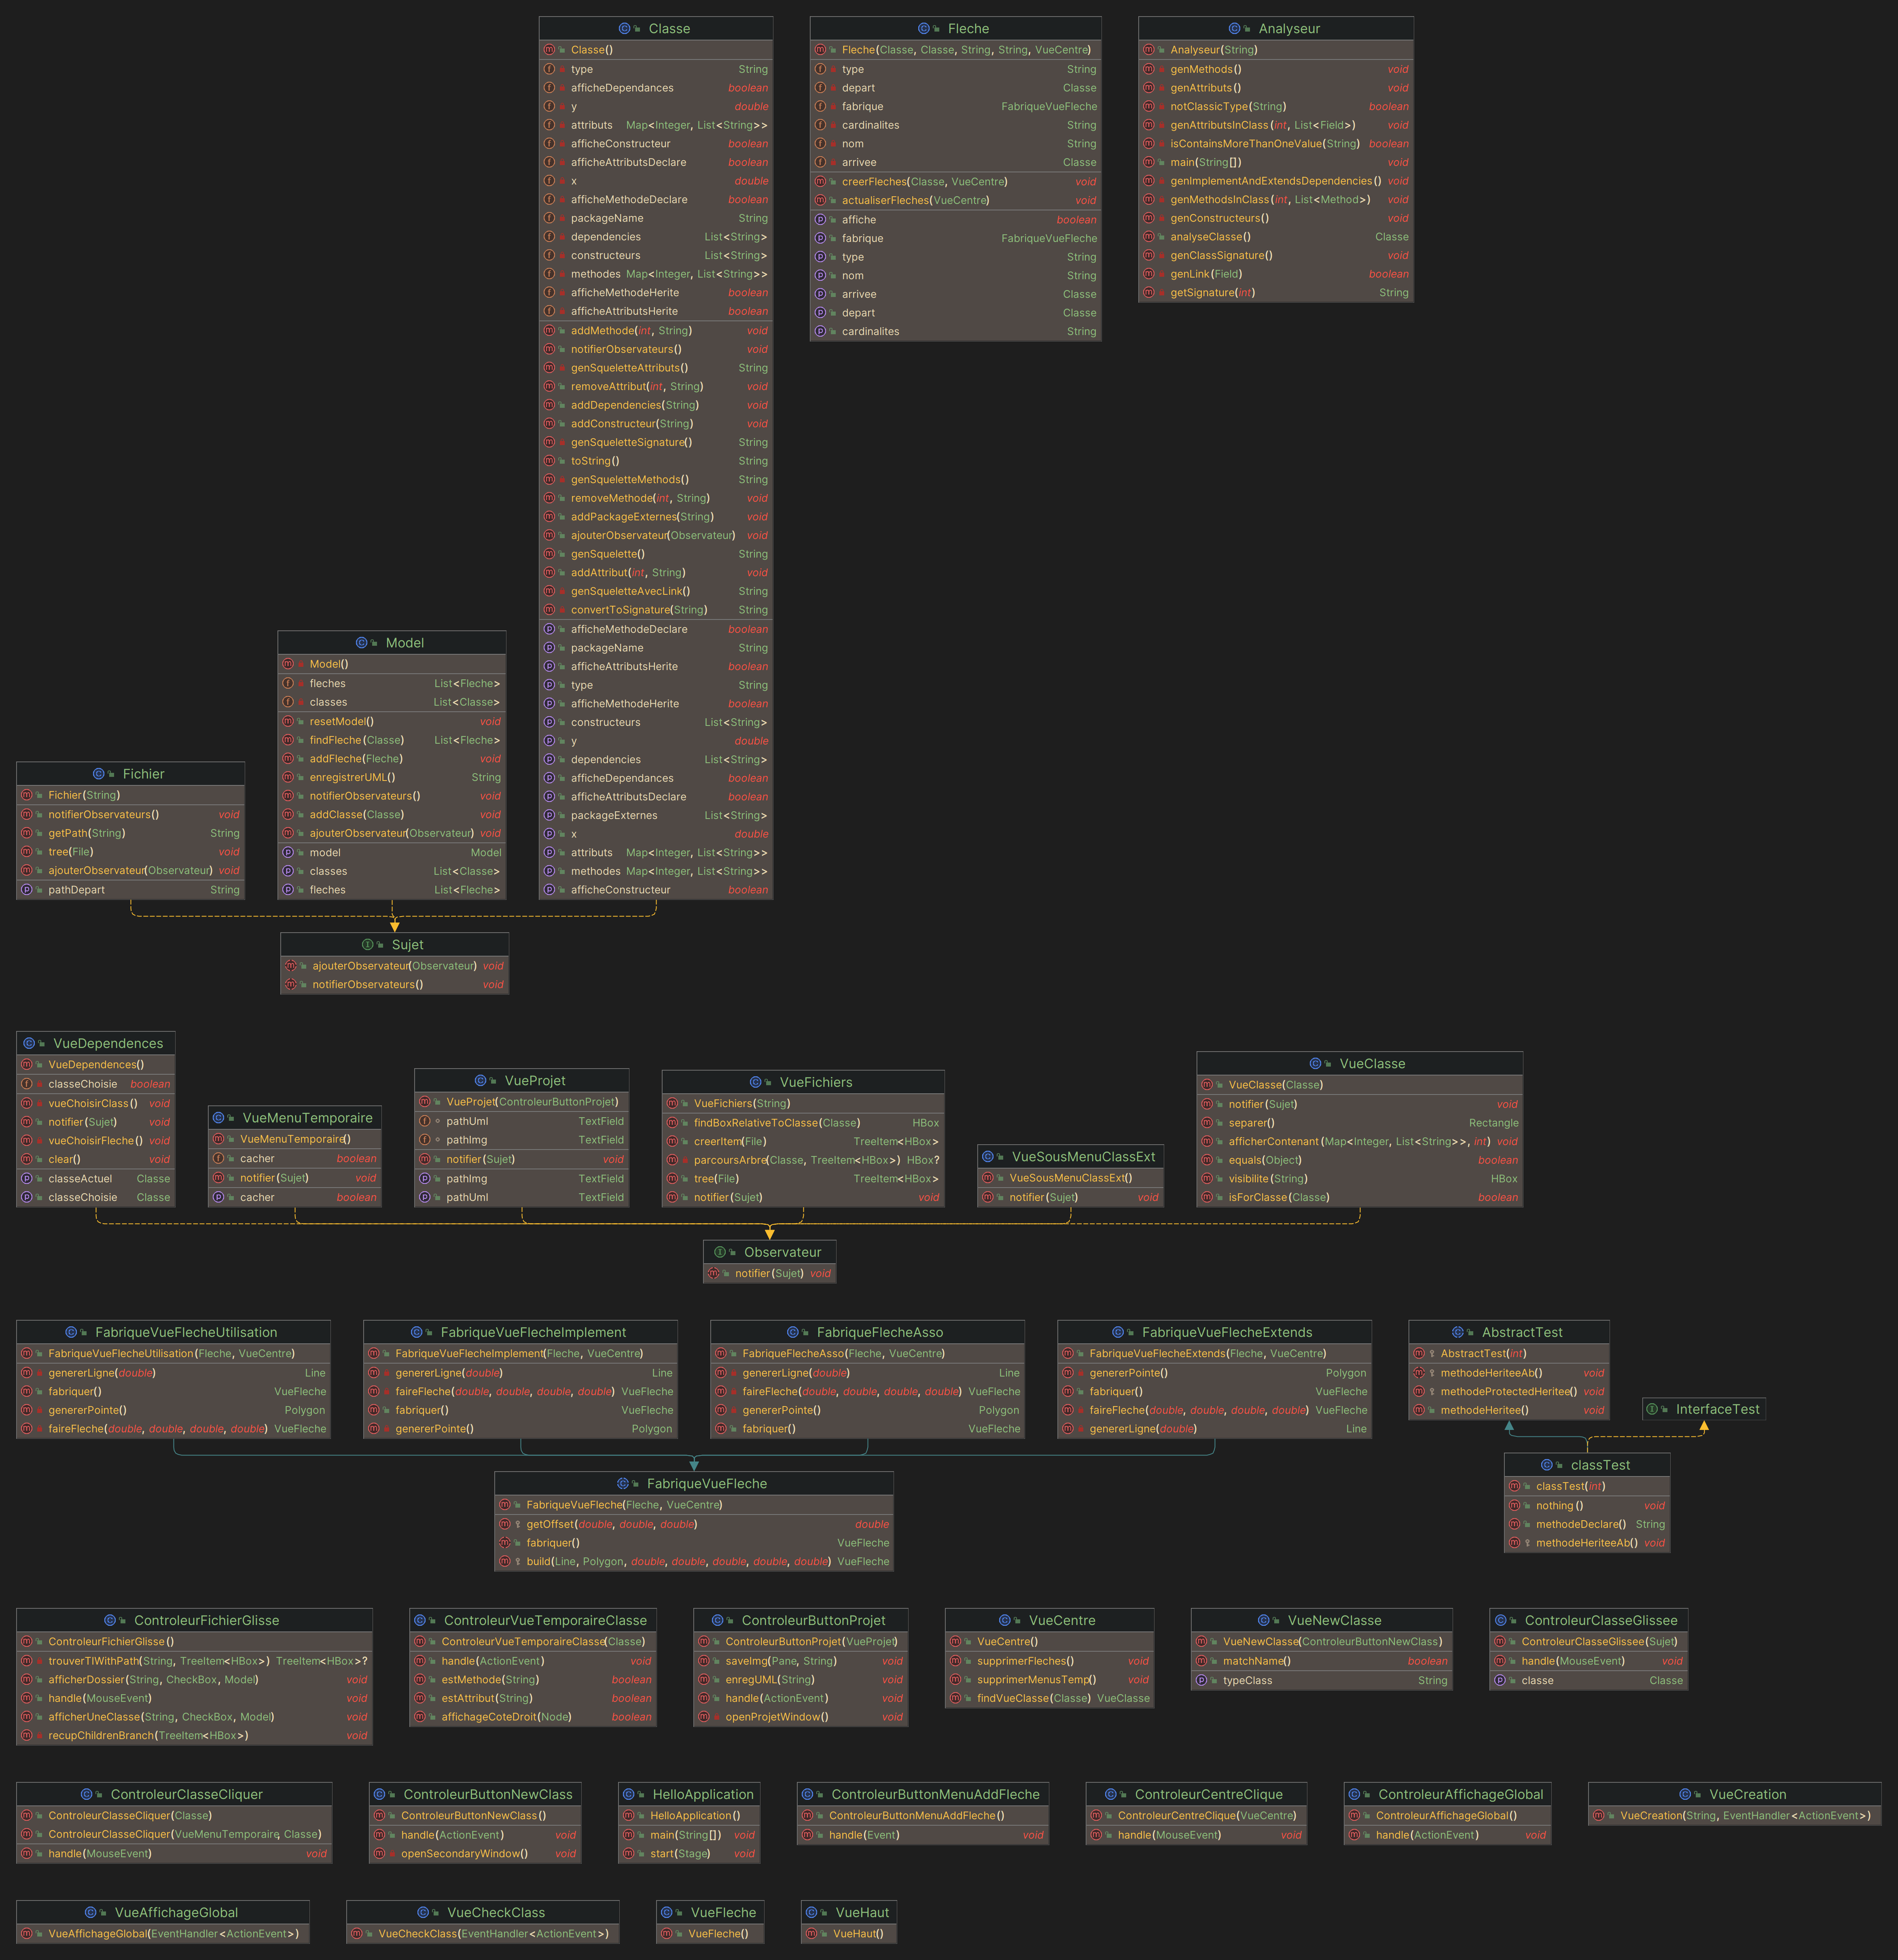 Classe
Classe()
type String
afficheDependances boolean
y double
attributs Map<Integer, List<String>>
afficheConstructeur boolean
afficheAttributsDeclare boolean
x double
afficheMethodeDeclare boolean
packageName String
dependencies List<String>
constructeurs List<String>
methodes Map<Integer, List<String>>
afficheMethodeHerite boolean
afficheAttributsHerite boolean
addMethode(int, String) void
notifierObservateurs() void
genSqueletteAttributs() String
removeAttribut(int, String) void
addDependencies(String) void
addConstructeur(String) void
genSqueletteSignature() String
toString() String
genSqueletteMethods() String
removeMethode(int, String) void
addPackageExternes(String) void
ajouterObservateur(Observateur) void
genSquelette() String
addAttribut(int, String) void
genSqueletteAvecLink() String
convertToSignature(String) String
afficheMethodeDeclare boolean
packageName String
afficheAttributsHerite boolean
type String
afficheMethodeHerite boolean
constructeurs List<String>
y double
dependencies List<String>
afficheDependances boolean
afficheAttributsDeclare boolean
packageExternes List<String>
x double
attributs Map<Integer, List<String>>
methodes Map<Integer, List<String>>
afficheConstructeur boolean
Fleche
Fleche(Classe, Classe, String, String, VueCentre)
type String
depart Classe
fabrique FabriqueVueFleche
cardinalites String
nom String
arrivee Classe
creerFleches(Classe, VueCentre) void
actualiserFleches(VueCentre) void
affiche boolean
fabrique FabriqueVueFleche
type String
nom String
arrivee Classe
depart Classe
cardinalites String
Analyseur
Analyseur(String)
genMethods() void
genAttributs() void
notClassicType(String) boolean
genAttributsInClass(int, List<Field>) void
isContainsMoreThanOneValue(String) boolean
main(String[]) void
genImplementAndExtendsDependencies() void
genMethodsInClass(int, List<Method>) void
genConstructeurs() void
analyseClasse() Classe
genClassSignature() void
genLink(Field) boolean
getSignature(int) String
Model
Model()
fleches List<Fleche>
classes List<Classe>
resetModel() void
findFleche(Classe) List<Fleche>
addFleche(Fleche) void
enregistrerUML() String
notifierObservateurs() void
addClasse(Classe) void
ajouterObservateur(Observateur) void
model Model
classes List<Classe>
fleches List<Fleche>
Fichier
Fichier(String)
notifierObservateurs() void
getPath(String) String
tree(File) void
ajouterObservateur(Observateur) void
pathDepart String
Sujet
ajouterObservateur(Observateur) void
notifierObservateurs() void
VueDependences
VueDependences()
classeChoisie boolean
vueChoisirClass() void
notifier(Sujet) void
vueChoisirFleche() void
clear() void
classeActuel Classe
classeChoisie Classe
VueMenuTemporaire
VueMenuTemporaire()
cacher boolean
notifier(Sujet) void
cacher boolean
VueProjet
VueProjet(ControleurButtonProjet)
pathUml TextField
pathImg TextField
notifier(Sujet) void
pathImg TextField
pathUml TextField
VueFichiers
VueFichiers(String)
findBoxRelativeToClasse(Classe) HBox
creerItem(File) TreeItem<HBox>
parcoursArbre(Classe, TreeItem<HBox>) HBox?
tree(File) TreeItem<HBox>
notifier(Sujet) void
VueSousMenuClassExt
VueSousMenuClassExt()
notifier(Sujet) void
VueClasse
VueClasse(Classe)
notifier(Sujet) void
separer() Rectangle
afficherContenant(Map<Integer, List<String>>, int) void
equals(Object) boolean
visibilite(String) HBox
isForClasse(Classe) boolean
Observateur
notifier(Sujet) void
FabriqueVueFlecheUtilisation
FabriqueVueFlecheUtilisation(Fleche, VueCentre)
genererLigne(double) Line
fabriquer() VueFleche
genererPointe() Polygon
faireFleche(double, double, double, double) VueFleche
FabriqueVueFlecheImplement
FabriqueVueFlecheImplement(Fleche, VueCentre)
genererLigne(double) Line
faireFleche(double, double, double, double) VueFleche
fabriquer() VueFleche
genererPointe() Polygon
FabriqueFlecheAsso
FabriqueFlecheAsso(Fleche, VueCentre)
genererLigne(double) Line
faireFleche(double, double, double, double) VueFleche
genererPointe() Polygon
fabriquer() VueFleche
FabriqueVueFlecheExtends
FabriqueVueFlecheExtends(Fleche, VueCentre)
genererPointe() Polygon
fabriquer() VueFleche
faireFleche(double, double, double, double) VueFleche
genererLigne(double) Line
AbstractTest
AbstractTest(int)
methodeHeriteeAb() void
methodeProtectedHeritee() void
methodeHeritee() void
InterfaceTest
classTest
classTest(int)
nothing() void
methodeDeclare() String
methodeHeriteeAb() void
FabriqueVueFleche
FabriqueVueFleche(Fleche, VueCentre)
getOffset(double, double, double) double
fabriquer() VueFleche
build(Line, Polygon, double, double, double, double, double) VueFleche
ControleurFichierGlisse
ControleurFichierGlisse()
trouverTIWithPath(String, TreeItem<HBox>) TreeItem<HBox>?
afficherDossier(String, CheckBox, Model) void
handle(MouseEvent) void
afficherUneClasse(String, CheckBox, Model) void
recupChildrenBranch(TreeItem<HBox>) void
ControleurVueTemporaireClasse
ControleurVueTemporaireClasse(Classe)
handle(ActionEvent) void
estMethode(String) boolean
estAttribut(String) boolean
affichageCoteDroit(Node) boolean
ControleurButtonProjet
ControleurButtonProjet(VueProjet)
saveImg(Pane, String) void
enregUML(String) void
handle(ActionEvent) void
openProjetWindow() void
VueCentre
VueCentre()
supprimerFleches() void
supprimerMenusTemp() void
findVueClasse(Classe) VueClasse
VueNewClasse
VueNewClasse(ControleurButtonNewClass)
matchName() boolean
typeClass String
ControleurClasseGlissee
ControleurClasseGlissee(Sujet)
handle(MouseEvent) void
classe Classe
ControleurClasseCliquer
ControleurClasseCliquer(Classe)
ControleurClasseCliquer(VueMenuTemporaire, Classe)
handle(MouseEvent) void
ControleurButtonNewClass
ControleurButtonNewClass()
handle(ActionEvent) void
openSecondaryWindow() void
HelloApplication
HelloApplication()
main(String[]) void
start(Stage) void
ControleurButtonMenuAddFleche
ControleurButtonMenuAddFleche()
handle(Event) void
ControleurCentreClique
ControleurCentreClique(VueCentre)
handle(MouseEvent) void
ControleurAffichageGlobal
ControleurAffichageGlobal()
handle(ActionEvent) void
VueCreation
VueCreation(String, EventHandler<ActionEvent>)
VueAffichageGlobal
VueAffichageGlobal(EventHandler<ActionEvent>)
VueCheckClass
VueCheckClass(EventHandler<ActionEvent>)
VueFleche
VueFleche()
VueHaut
VueHaut()